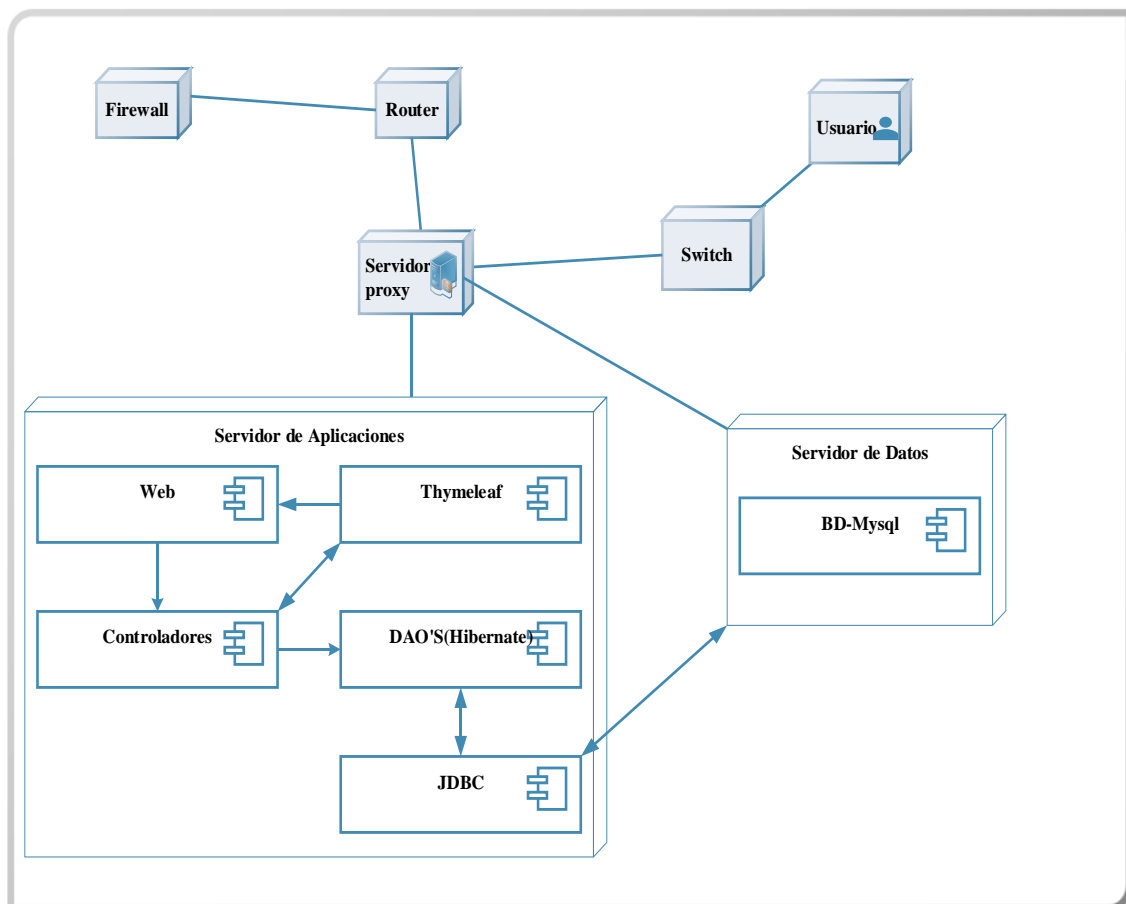 Firewall
Router
Usuario
Servidor
proxy
Switch
Servidor de Aplicaciones
Servidor de Datos
Web
Thymeleaf
BD-Mysql
Controladores
DAO'S(Hibernate)
JDBC